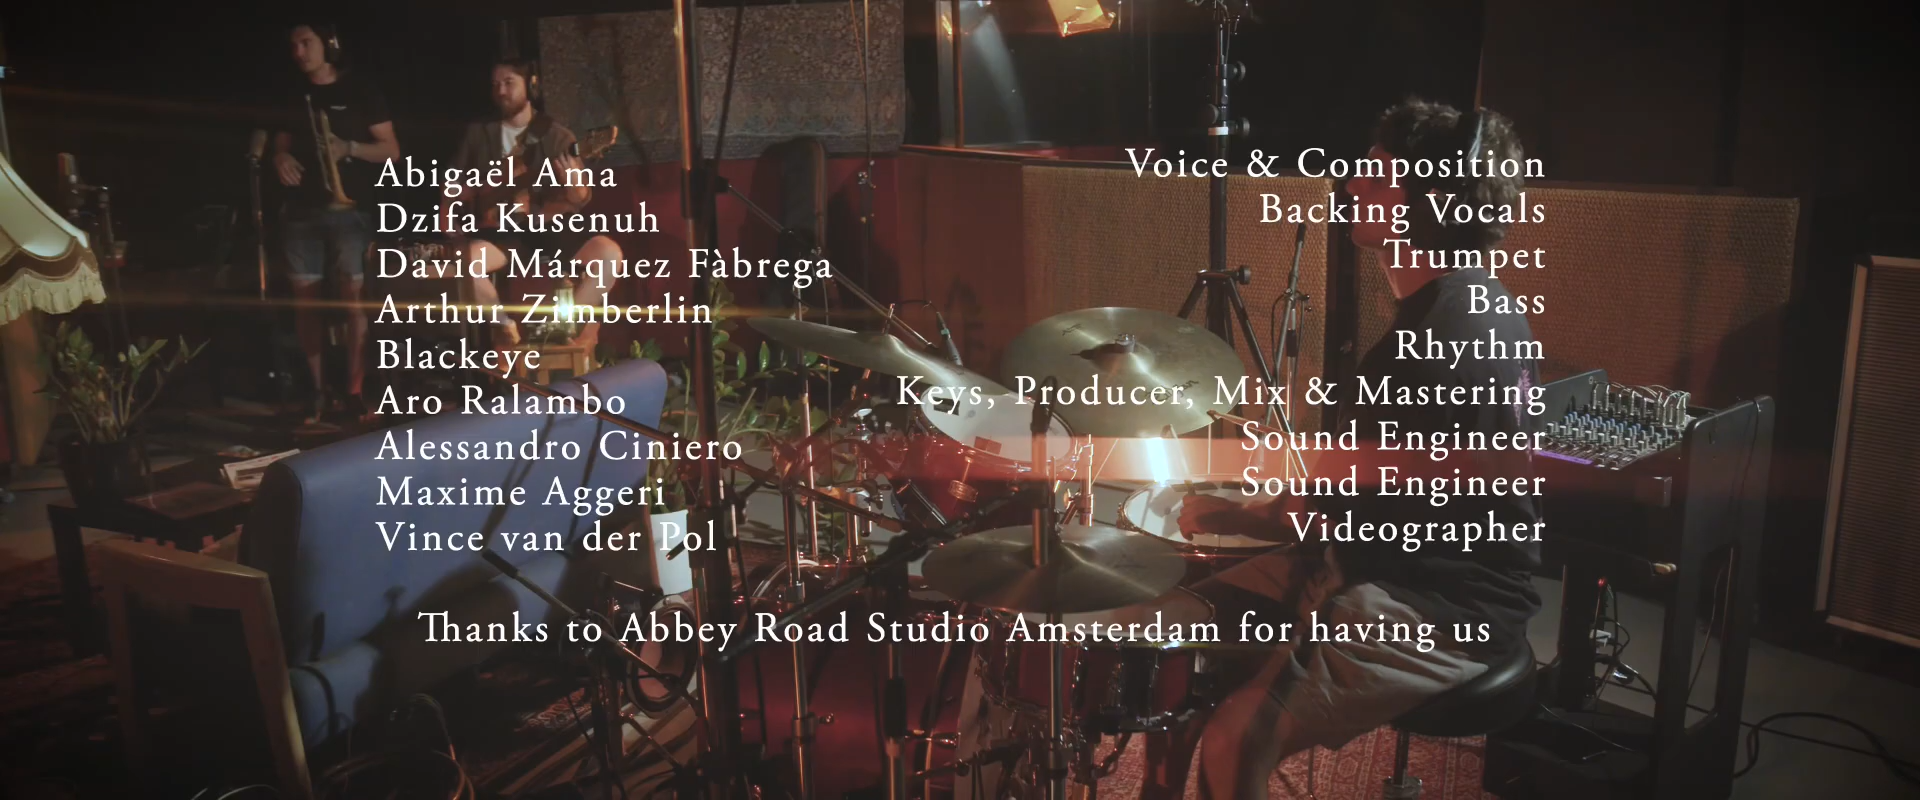 Abigaël Ama Voice & Composition
Dzifa Kusenuh Backing Vocals
David Márquez Fàbrega Trumpet
Arthur Zimberlin Bass
Blackeye Rhythm
Aro Ralambo Keys, Producer, Mix & Mastering
Alessandro Ciniero Sound Engineer
Maxime Aggeri Sound Engineer
Vince van der Pol Videographer
Thanks to Abbey Road Studio Amsterdam for having us